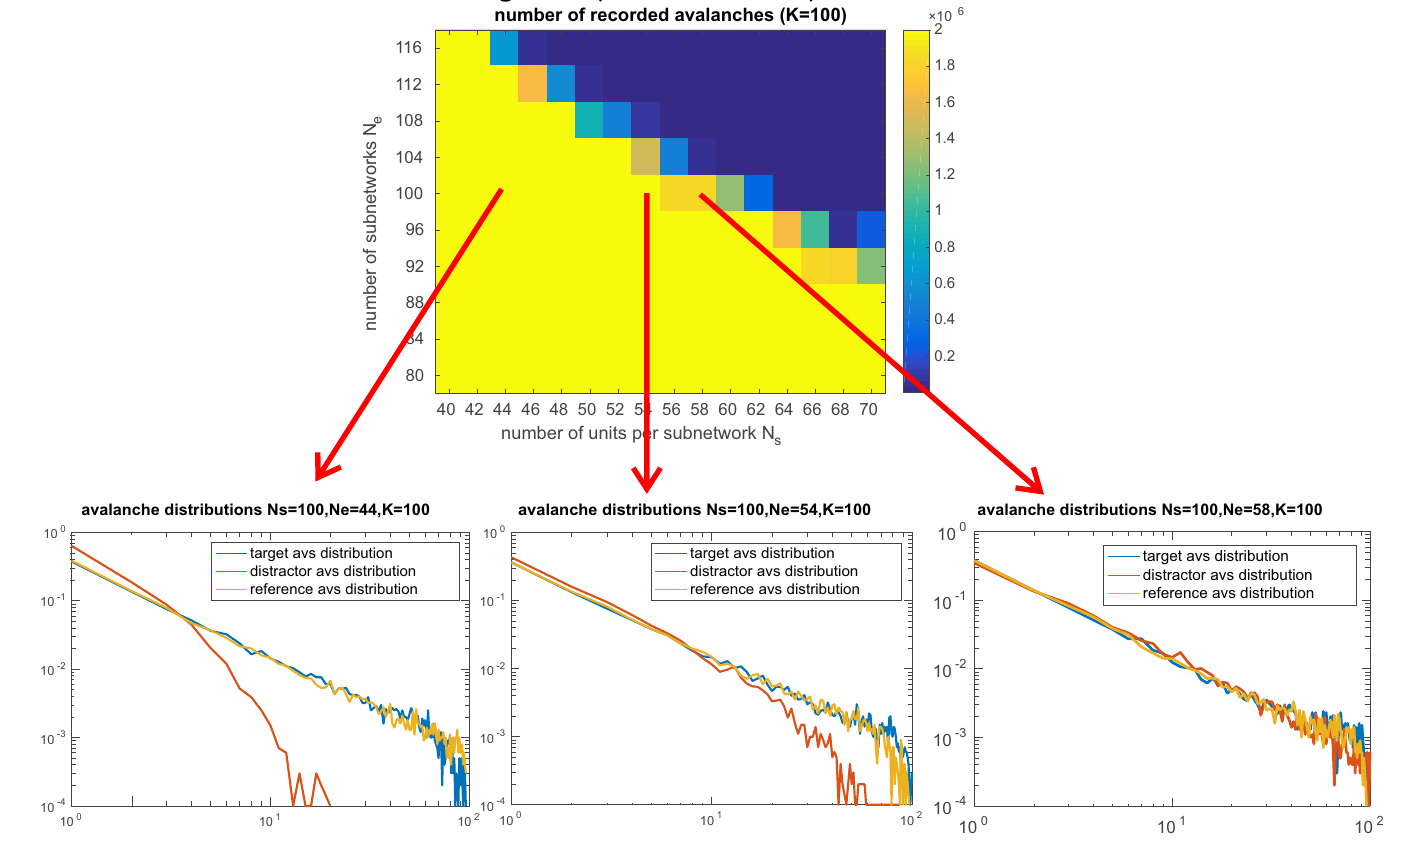 number of recorded avalanches (K=100)
×10 6
116
112
108
104
100
96
92
88
84
80
number of subnetworks Ne
2
1.8
1.6
1.4
1.2
1
0.8
0.6
0.4
0.2
40 42 44 46 48 50 52 54 56 58 60 62 64 66 68 70
number of units per subnetwork Ns
avalanche distributions Ns=100,Ne=44,K=100
target avs distribution
distractor avs distribution
reference avs distribution
10 0
10 -1
10 -2
10 -3
10 -4
10 0 10 1 10 2
avalanche distributions Ns=100,Ne=54,K=100
target avs distribution
distractor avs distribution
reference avs distribution
10 0
10 -1
10 -2
10 -3
10 -4
10 0 10 1 10 2
avalanche distributions Ns=100,Ne=58,K=100
target avs distribution
distractor avs distribution
reference avs distribution
10 0
10 -1
10 -2
10 -3
10 -4
10 0 10 1 10 2